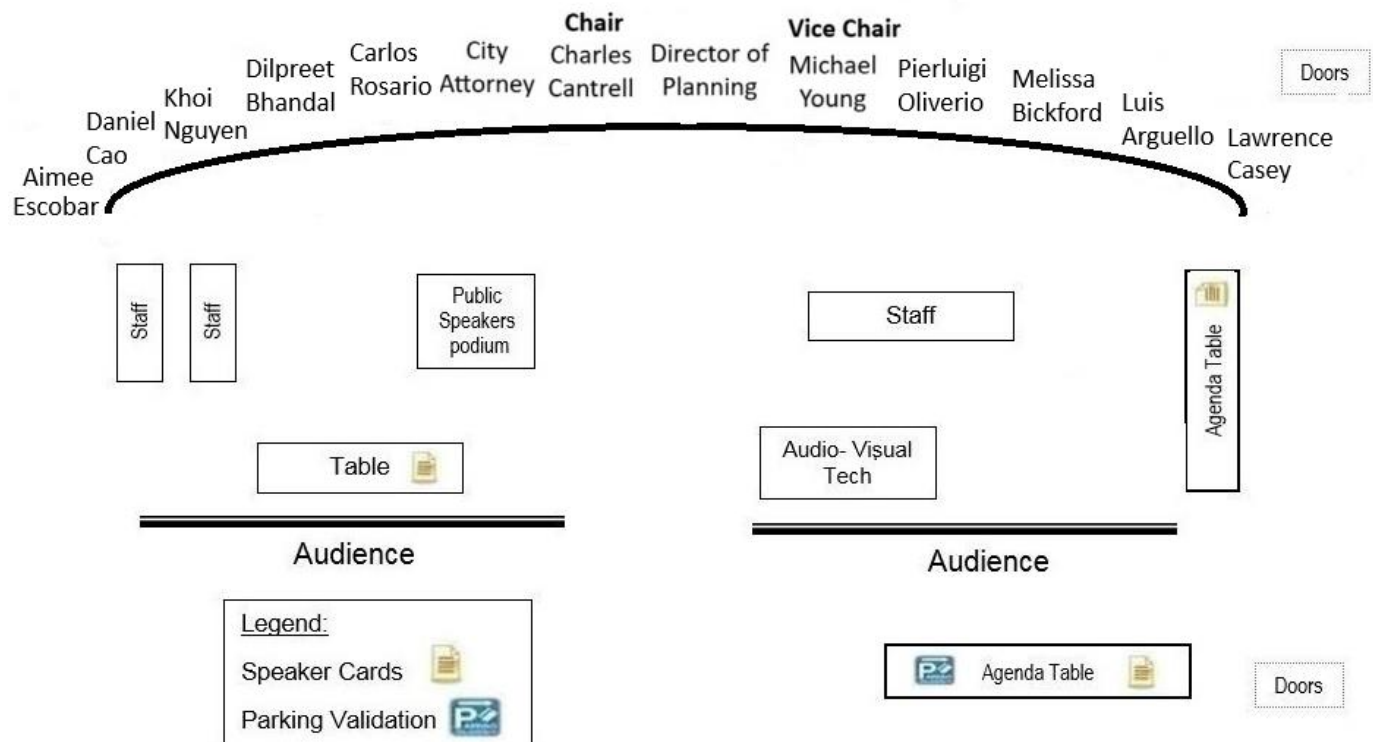 Chair
Charles
Cantrell
Vice Chair
Michael
Young
City
Attorney
Director of
Planning
Carlos
Rosario
Pierluigi
Oliverio
Dilpreet
Bhandal
Melissa
Bickford
Khoi
Nguyen
Luis
Arguello
Daniel
Cao
Lawrence
Casey
Aimee
Escobar
Doors
Staff
Staff
Public
Speakers
podium
Staff
Agenda Table
Table
Audio- Visual
Tech
Audience
Audience
Legend:
Speaker Cards
Parking Validation
Agenda Table
Doors